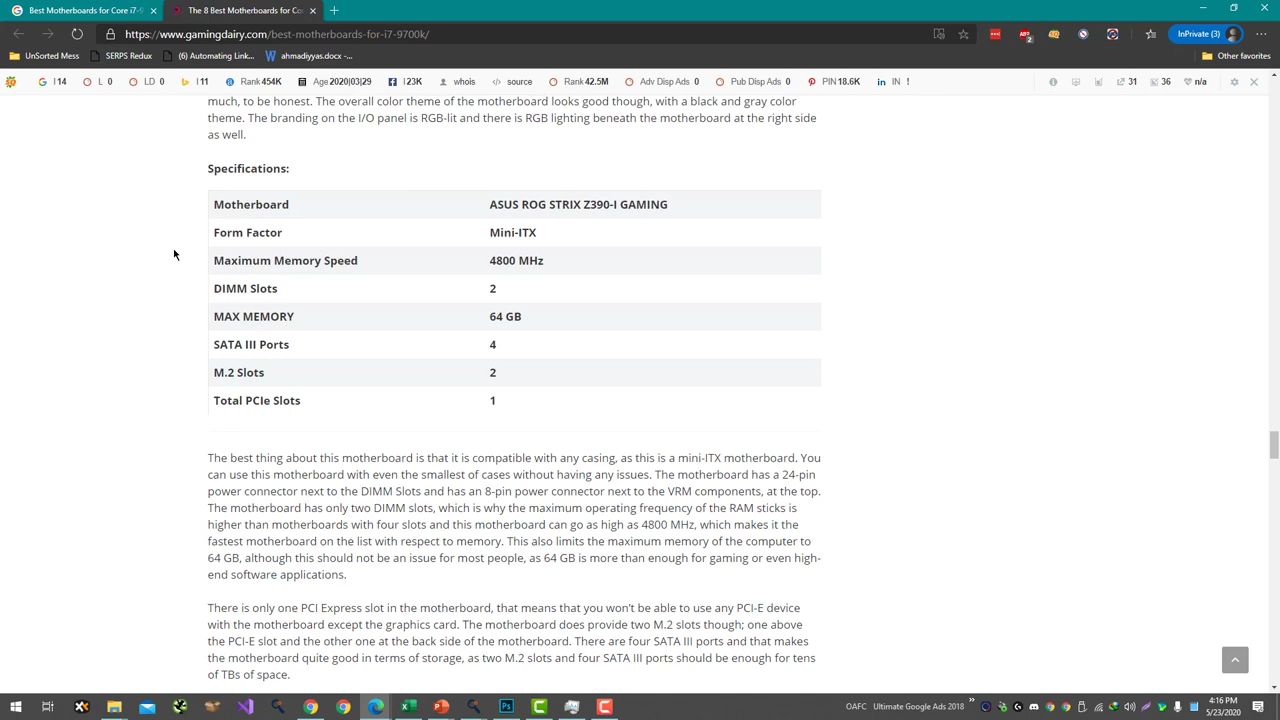 Best Motherboards for Core i7-9
The 8 Best Motherboards for Co
InPrivate (3)
https://www.gamingdairy.com/best-motherboards-for-i7-9700k/
UnSorted Mess
SERPS Redux
(6) Automating Link...
ahmadiyyas.docx -...
Other favorites
I 14
L 0
LD 0
I 11
Rank 454K
Age 2020|03|29
I 23K
whois
source
Rank 42.5M
Adv Disp Ads 0
Pub Disp Ads 0
PIN 18.6K
IN !
31
36
n/a
much, to be honest. The overall color theme of the motherboard looks good though, with a black and gray color
theme. The branding on the I/O panel is RGB-lit and there is RGB lighting beneath the motherboard at the right side
as well.
Specifications:
Motherboard ASUS ROG STRIX Z390-I GAMING
Form Factor Mini-ITX
Maximum Memory Speed 4800 MHz
DIMM Slots 2
MAX MEMORY 64 GB
SATA III Ports 4
M.2 Slots 2
Total PCIe Slots 1
The best thing about this motherboard is that it is compatible with any casing, as this is a mini-ITX motherboard. You
can use this motherboard with even the smallest of cases without having any issues. The motherboard has a 24-pin
power connector next to the DIMM Slots and has an 8-pin power connector next to the VRM components, at the top.
The motherboard has only two DIMM slots, which is why the maximum operating frequency of the RAM sticks is
higher than motherboards with four slots and this motherboard can go as high as 4800 MHz, which makes it the
fastest motherboard on the list with respect to memory. This also limits the maximum memory of the computer to
64 GB, although this should not be an issue for most people, as 64 GB is more than enough for gaming or even high-
end software applications.
There is only one PCI Express slot in the motherboard, that means that you won't be able to use any PCI-E device
with the motherboard except the graphics card. The motherboard does provide two M.2 slots though; one above
the PCI-E slot and the other one at the back side of the motherboard. There are four SATA III ports and that makes
the motherboard quite good in terms of storage, as two M.2 slots and four SATA III ports should be enough for tens
of TBs of space.
OAFC
Ultimate Google Ads 2018
4:16 PM
5/23/2020